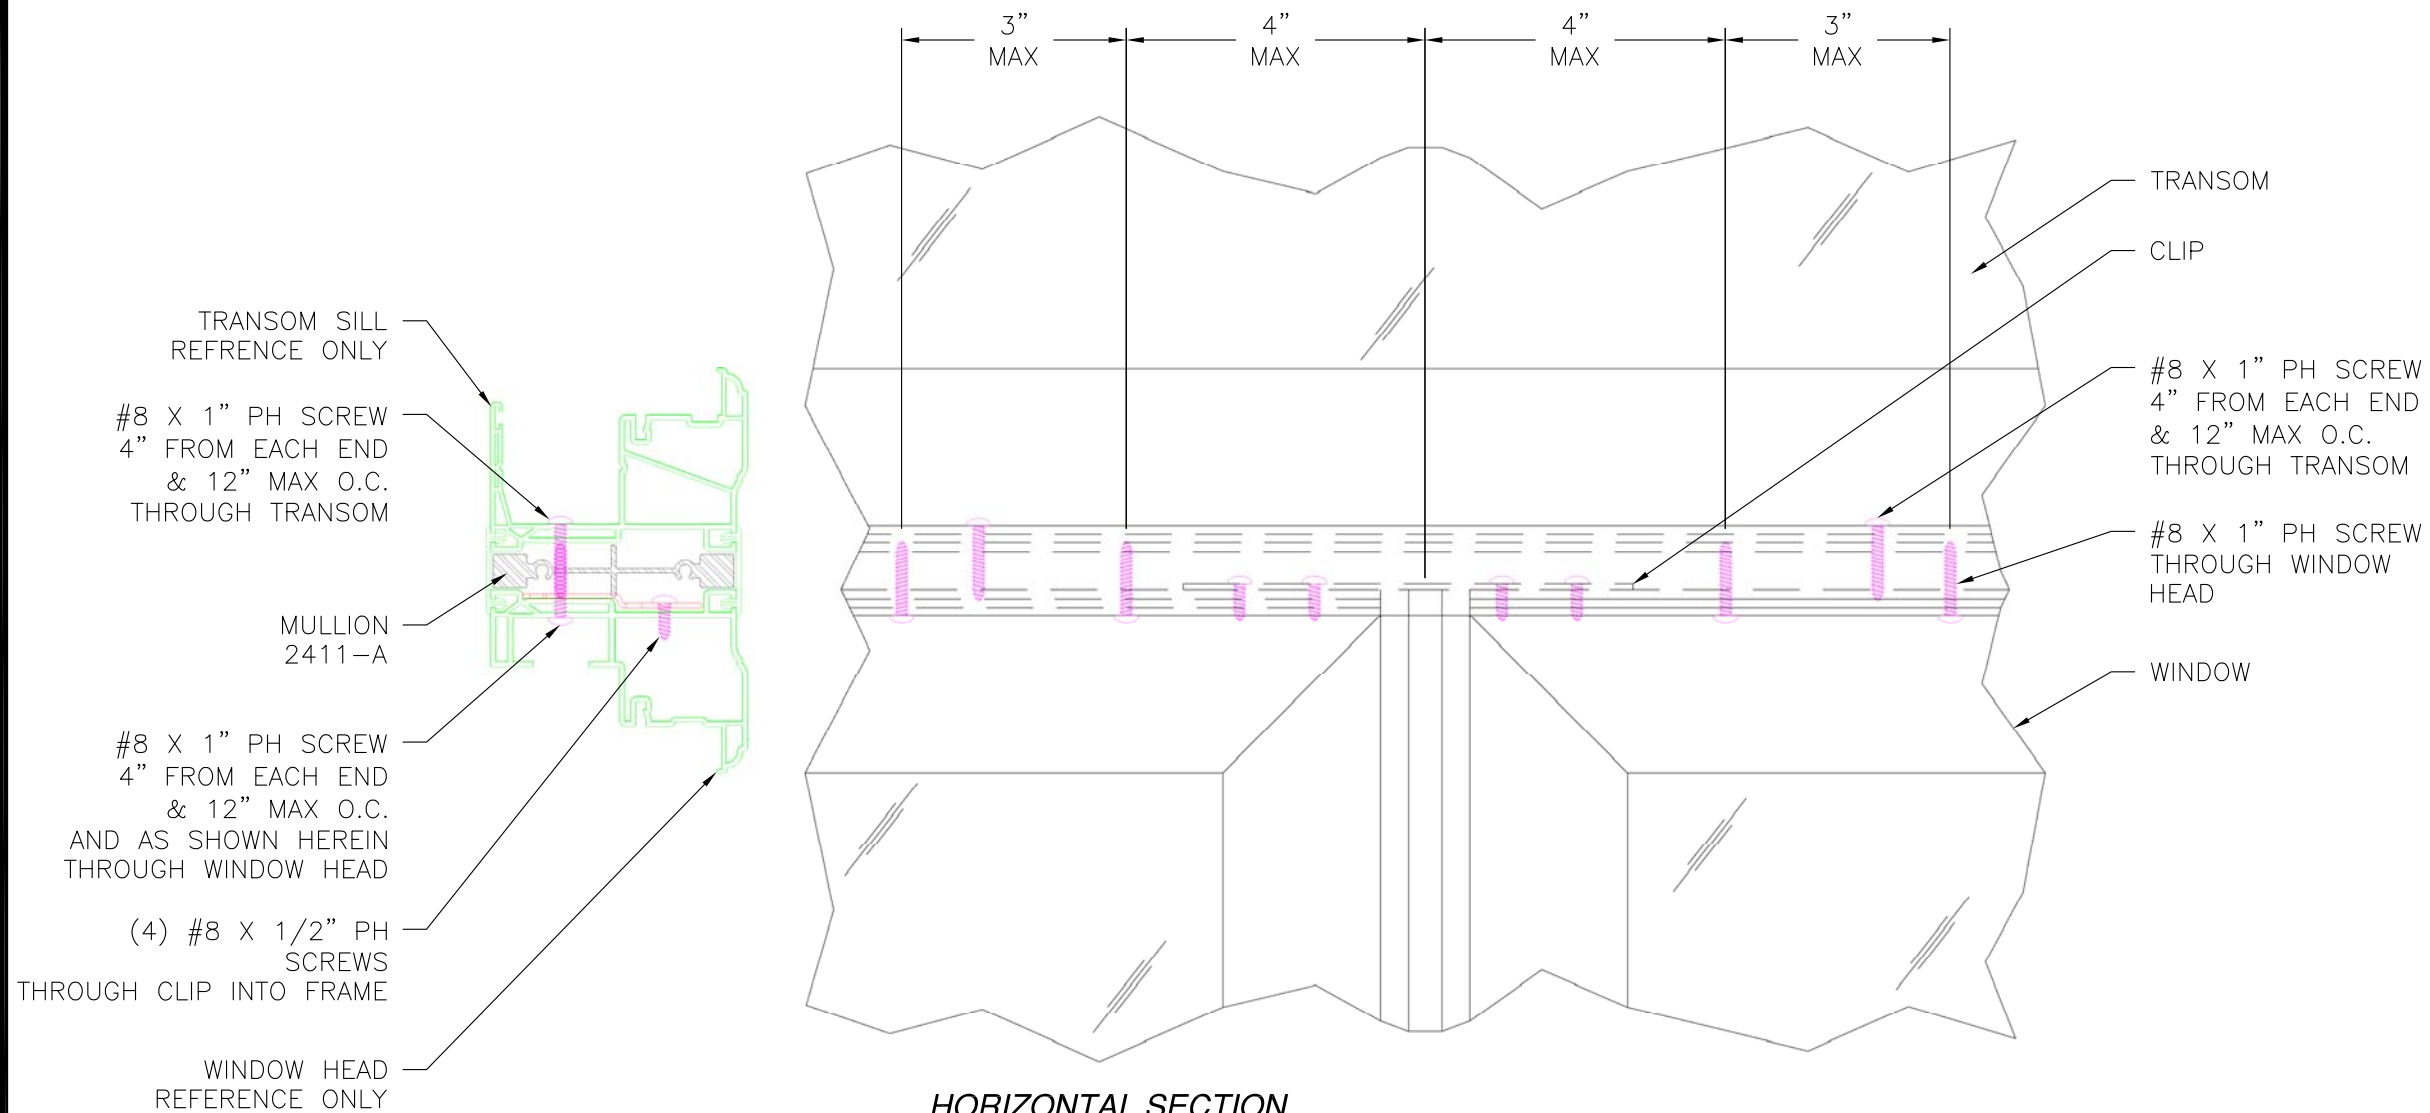 3”
MAX
4”
MAX
4”
MAX
3”
MAX
TRANSOM SILL
REFRENCE ONLY
#8 X 1” PH SCREW
4” FROM EACH END
& 12” MAX O.C.
THROUGH TRANSOM
MULLION
2411-A
#8 X 1” PH SCREW
4” FROM EACH END
& 12” MAX O.C.
AND AS SHOWN HEREIN
THROUGH WINDOW HEAD
(4) #8 X 1/2” PH
SCREWS
THROUGH CLIP INTO FRAME
WINDOW HEAD
REFERENCE ONLY
TRANSOM
CLIP
#8 X 1” PH SCREW
4” FROM EACH END
& 12” MAX O.C.
THROUGH TRANSOM
#8 X 1” PH SCREW
THROUGH WINDOW
HEAD
WINDOW
HORIZONTAL SECTION